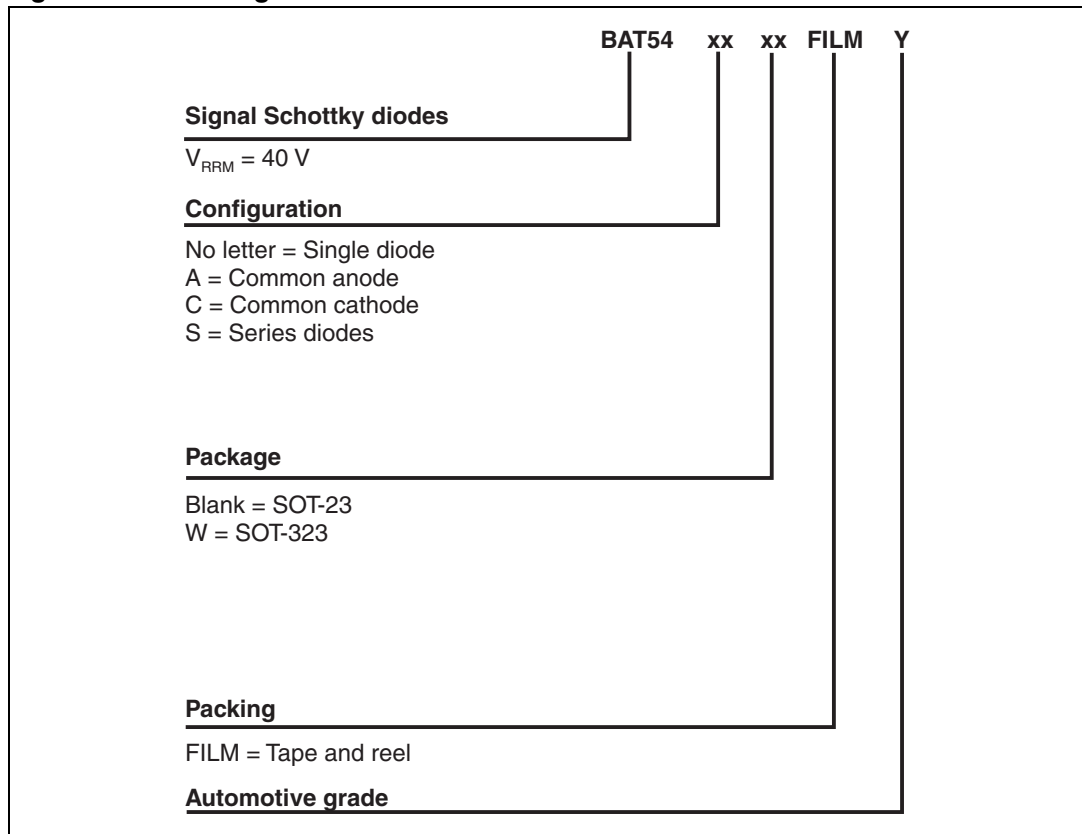 BAT54 xx xx FILM Y
Signal Schottky diodes
VRRM = 40 V
Configuration
No letter = Single diode
A = Common anode
C = Common cathode
S = Series diodes
Package
Blank = SOT-23
W = SOT-323
Packing
FILM = Tape and reel
Automotive grade